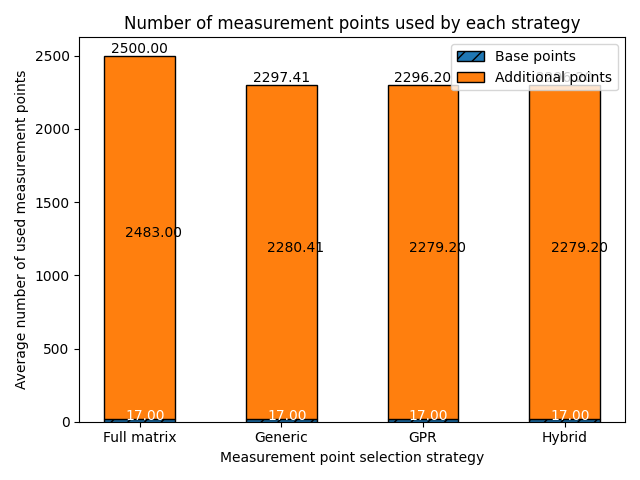 Number of measurement points used by each strategy
Base points
Additional points
2500.00
2297.41
2296.20
2483.00
2280.41
2279.20
2279.20
17.00
17.00
17.00
17.00
2500
2000
1500
1000
500
0
Average number of used measurement points
Full matrix
Generic
GPR
Hybrid
Measurement point selection strategy